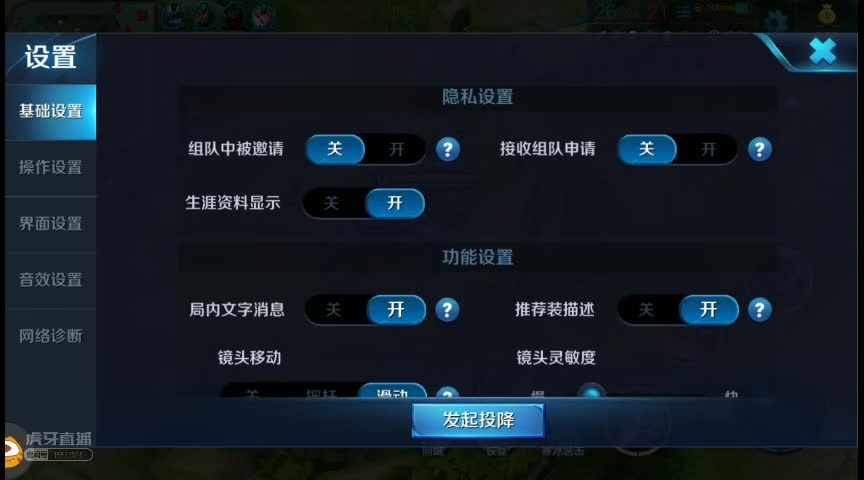 设置
基础设置
操作设置
界面设置
音效设置
网络诊断
隐私设置
组队中被邀请 关 开 ? 接收组队申请 关 开 ?
生涯资料显示 关 开
功能设置
局内文字消息 关 开 ? 推荐装描述 关 开 ?
镜头移动 镜头灵敏度
关 摇杆 滑动 ? 慢 快
发起投降
虎牙直播